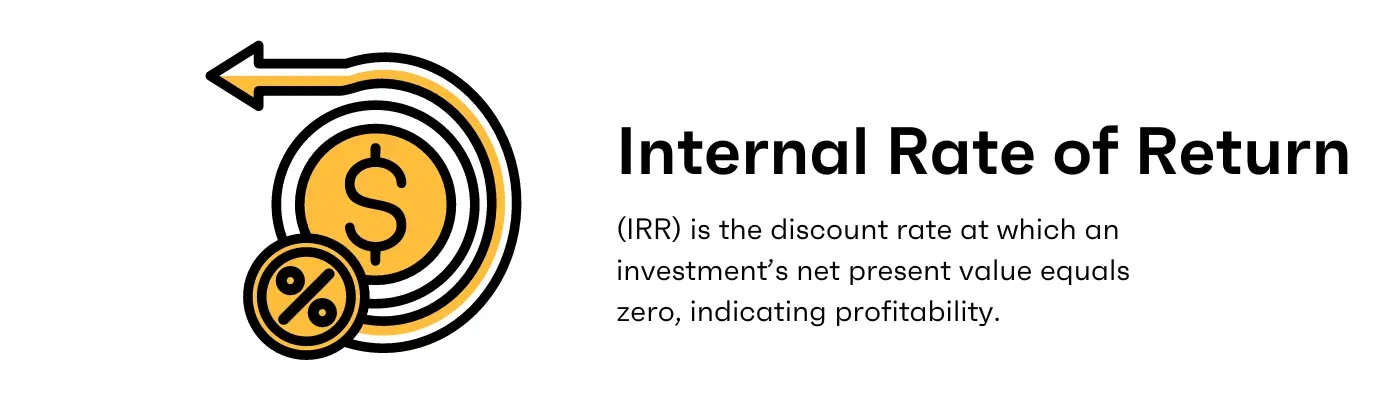 $
%
Internal Rate of Return
(IRR) is the discount rate at which an
investment’s net present value equals
zero, indicating profitability.